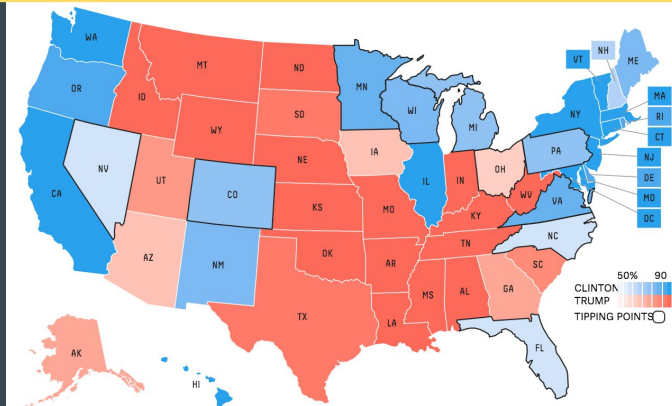 WA
MT
ND
MN
VT
NH
ME
OR
ID
WY
SD
WI
MI
NY
MA
RI
CT
NV
UT
CO
NE
IA
IL
IN
OH
PA
NJ
DE
MD
DC
CA
AZ
NM
KS
MO
KY
WV
VA
OK
AR
TN
NC
SC
TX
LA
MS
AL
GA
FL
AK
HI
50% 90
CLINTON
TRUMP
TIPPING POINTS